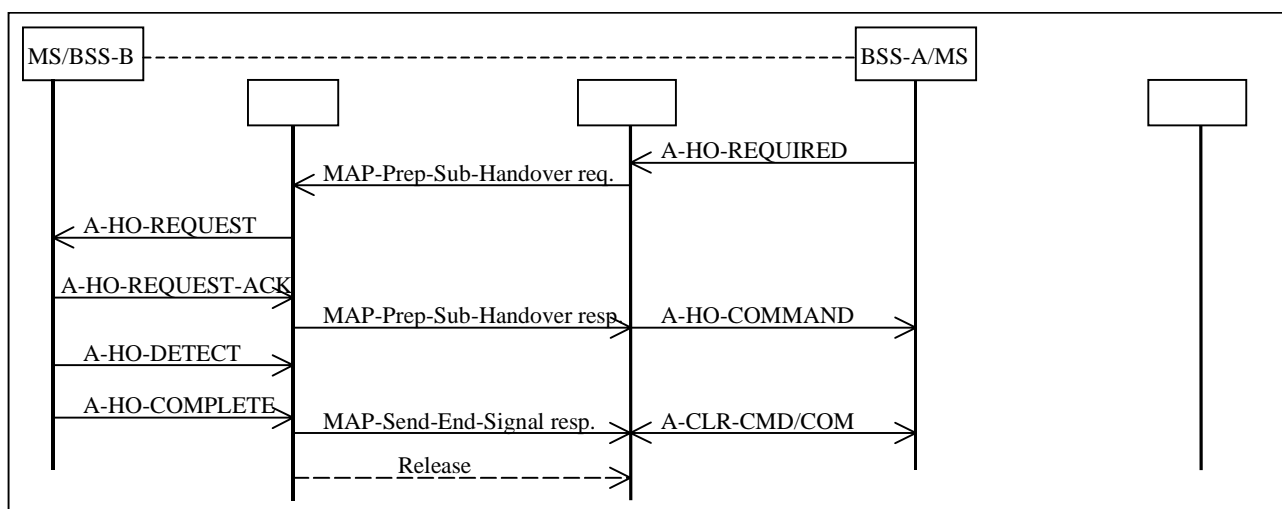 MS/BSS-B
BSS-A/MS
A-HO-REQUIRED
MAP-Prep-Sub-Handover req.
A-HO-REQUEST
A-HO-REQUEST-ACK
MAP-Prep-Sub-Handover resp.
A-HO-COMMAND
A-HO-DETECT
A-HO-COMPLETE
MAP-Send-End-Signal resp.
A-CLR-CMD/COM
Release